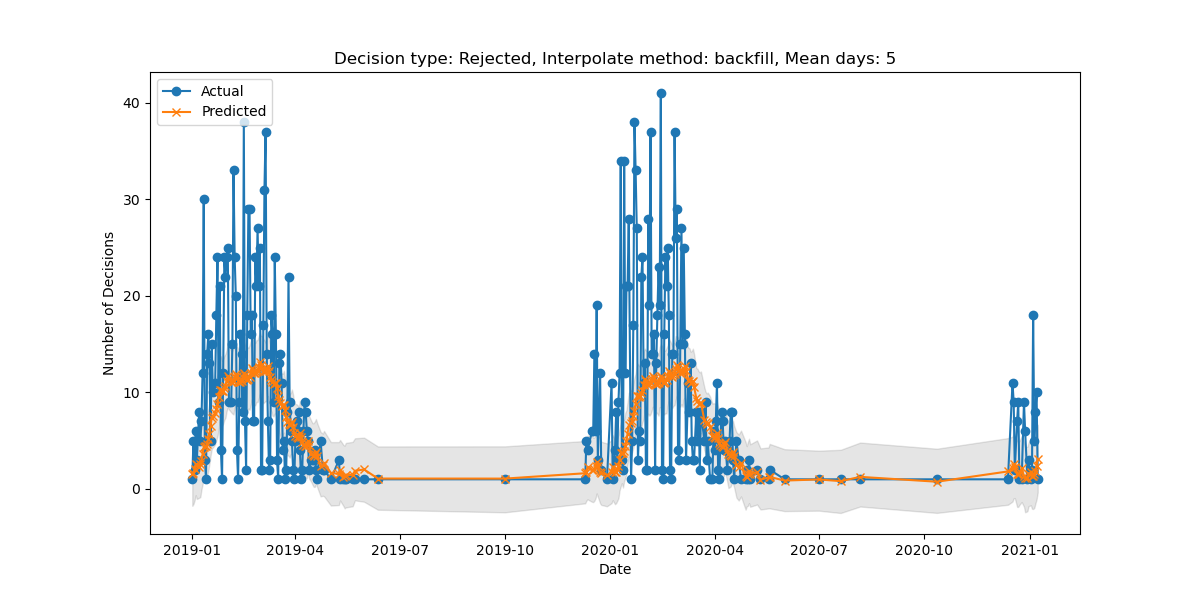 Decision type: Rejected, Interpolate method: backfill, Mean days: 5
Actual
Predicted
Number of Decisions
40
30
20
10
0
2019-01
2019-04
2019-07
2019-10
2020-01
2020-04
2020-07
2020-10
2021-01
Date